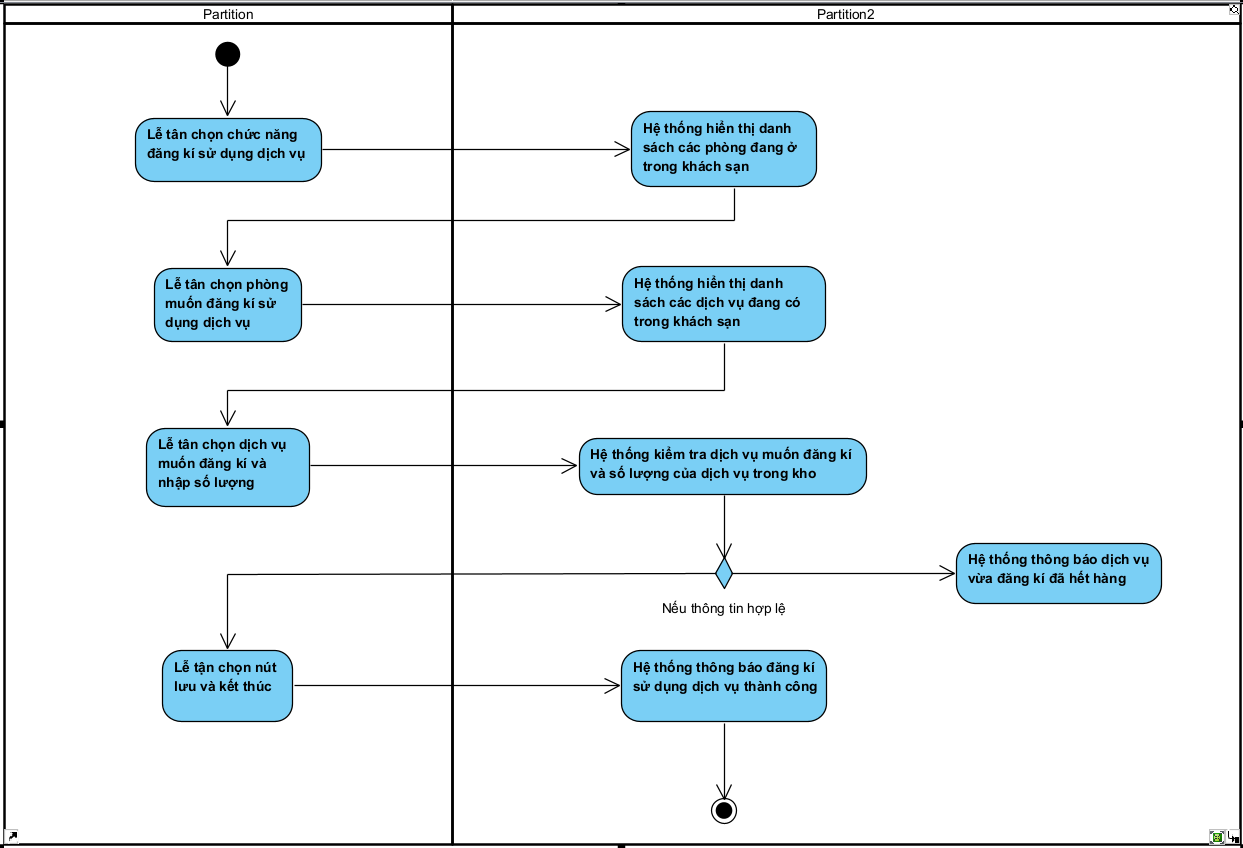 Partition
Partition2
Lễ tân chọn chức năng
đăng kí sử dụng dịch vụ
Hệ thống hiển thị danh
sách các phòng đang ở
trong khách sạn
Lễ tân chọn phòng
muốn đăng kí sử
dụng dịch vụ
Hệ thống hiển thị danh
sách các dịch vụ đang có
trong khách sạn
Lễ tân chọn dịch vụ
muốn đăng kí và
nhập số lượng
Hệ thống kiểm tra dịch vụ muốn đăng kí
và số lượng của dịch vụ trong kho
Hệ thống thông báo dịch vụ
vừa đăng kí đã hết hàng
Nếu thông tin hợp lệ
Lễ tận chọn nút
lưu và kết thúc
Hệ thống thông báo đăng kí
sử dụng dịch vụ thành công